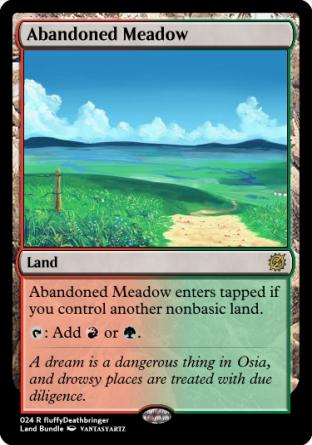 Abandoned Meadow
Land
Abandoned Meadow enters tapped if
you control another nonbasic land.
: Add or .
A dream is a dangerous thing in Osia,
and drowsy places are treated with due
diligence.
024 R fluffyDeathbringer
Land Bundle VANTASYARTZ